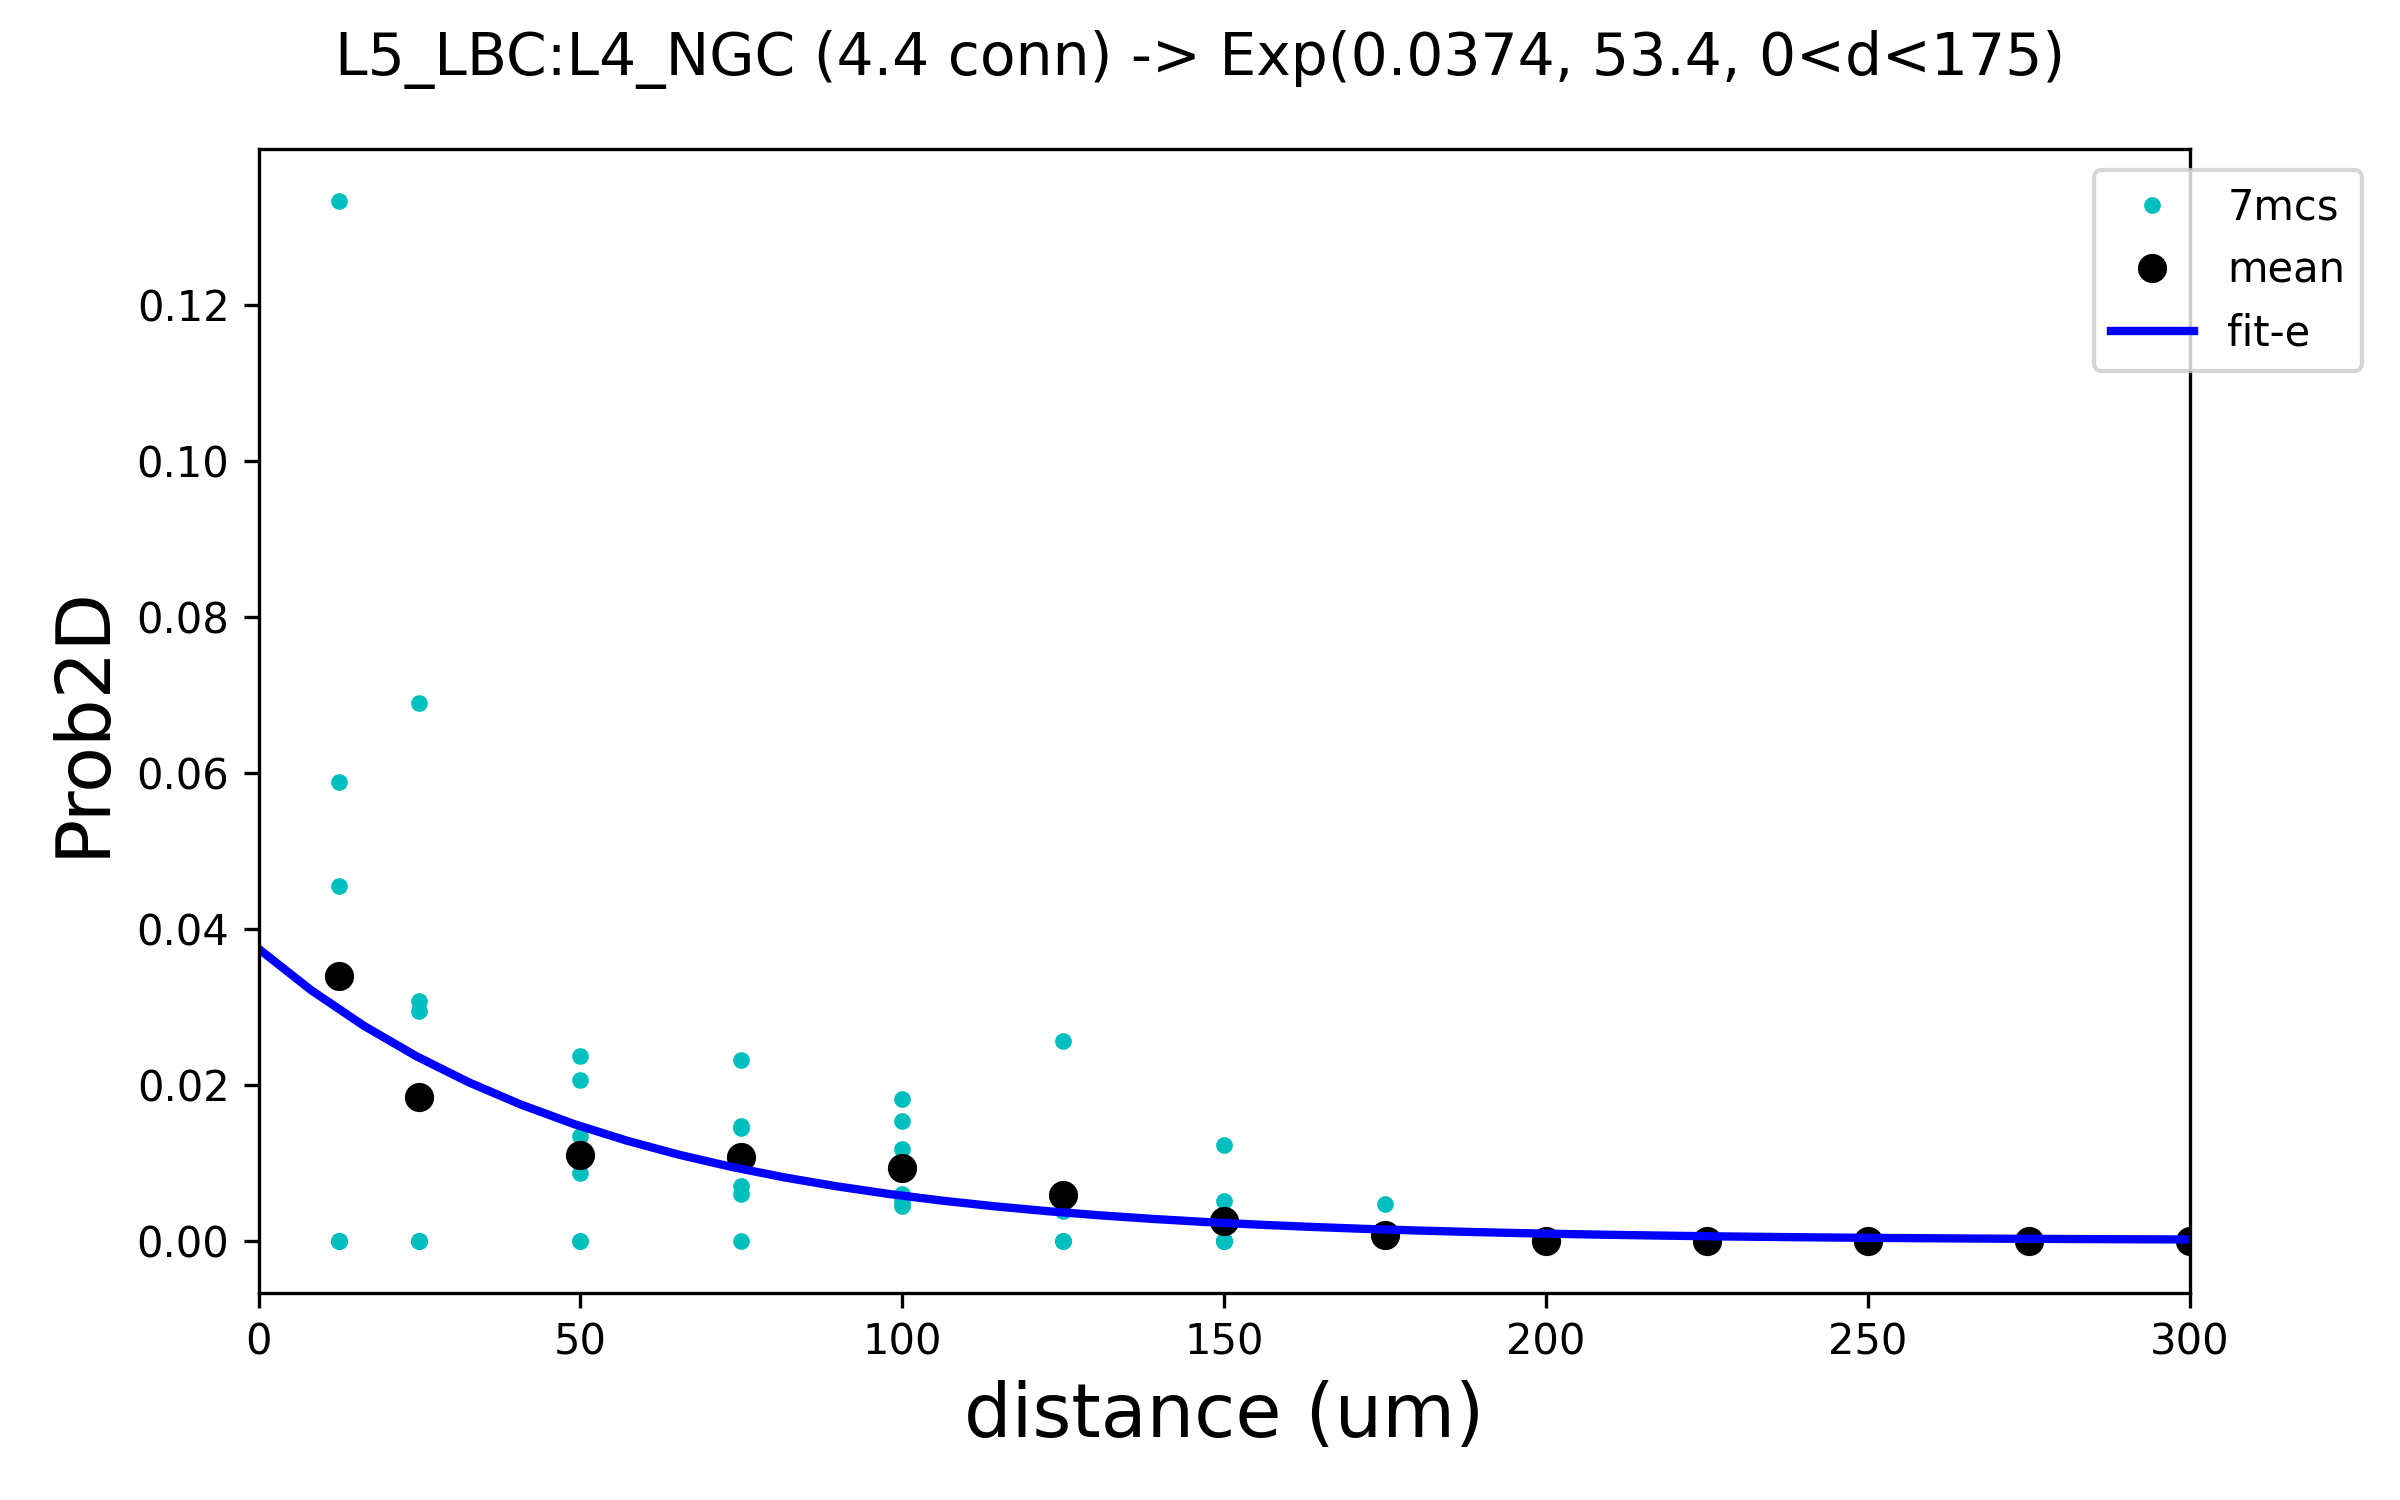 L5_LBC:L4_NGC (4.4 conn) -> Exp(0.0374, 53.4, 0<d<175)
7mcs
mean
fit-e
0.12
0.10
0.08
0.06
0.04
0.02
0.00
Prob2D
0 50 100 150 200 250 300
distance (um)